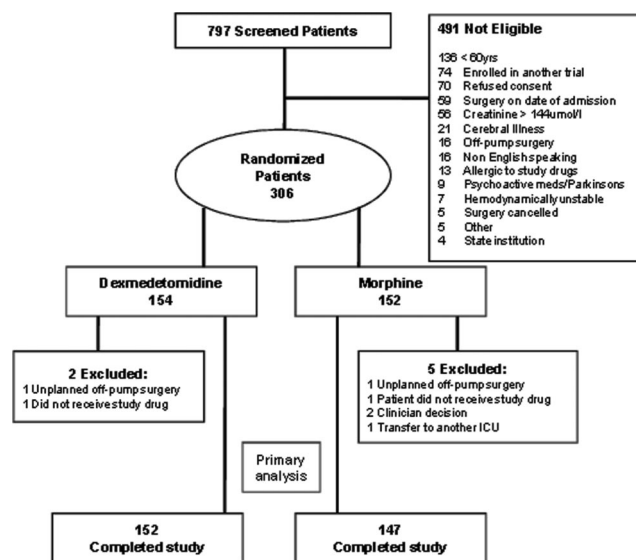 797 Screened Patients
491 Not Eligible
136 < 60yrs
74 Enrolled in another trial
70 Refused consent
59 Surgery on date of admission
56 Creatinine > 144umol/l
21 Cerebral Illness
16 Off-pump surgery
16 Non English speaking
13 Allergic to study drugs
9 Psychoactive meds/Parkinsons
7 Hemodynamically unstable
5 Surgery cancelled
5 Other
4 State institution
Randomized
Patients
306
Dexmedetomidine
154
Morphine
152
2 Excluded:
1 Unplanned off-pump surgery
1 Did not receive study drug
5 Excluded:
1 Unplanned off-pump surgery
1 Patient did not receive study drug
2 Clinician decision
1 Transfer to another ICU
Primary
analysis
152
Completed study
147
Completed study